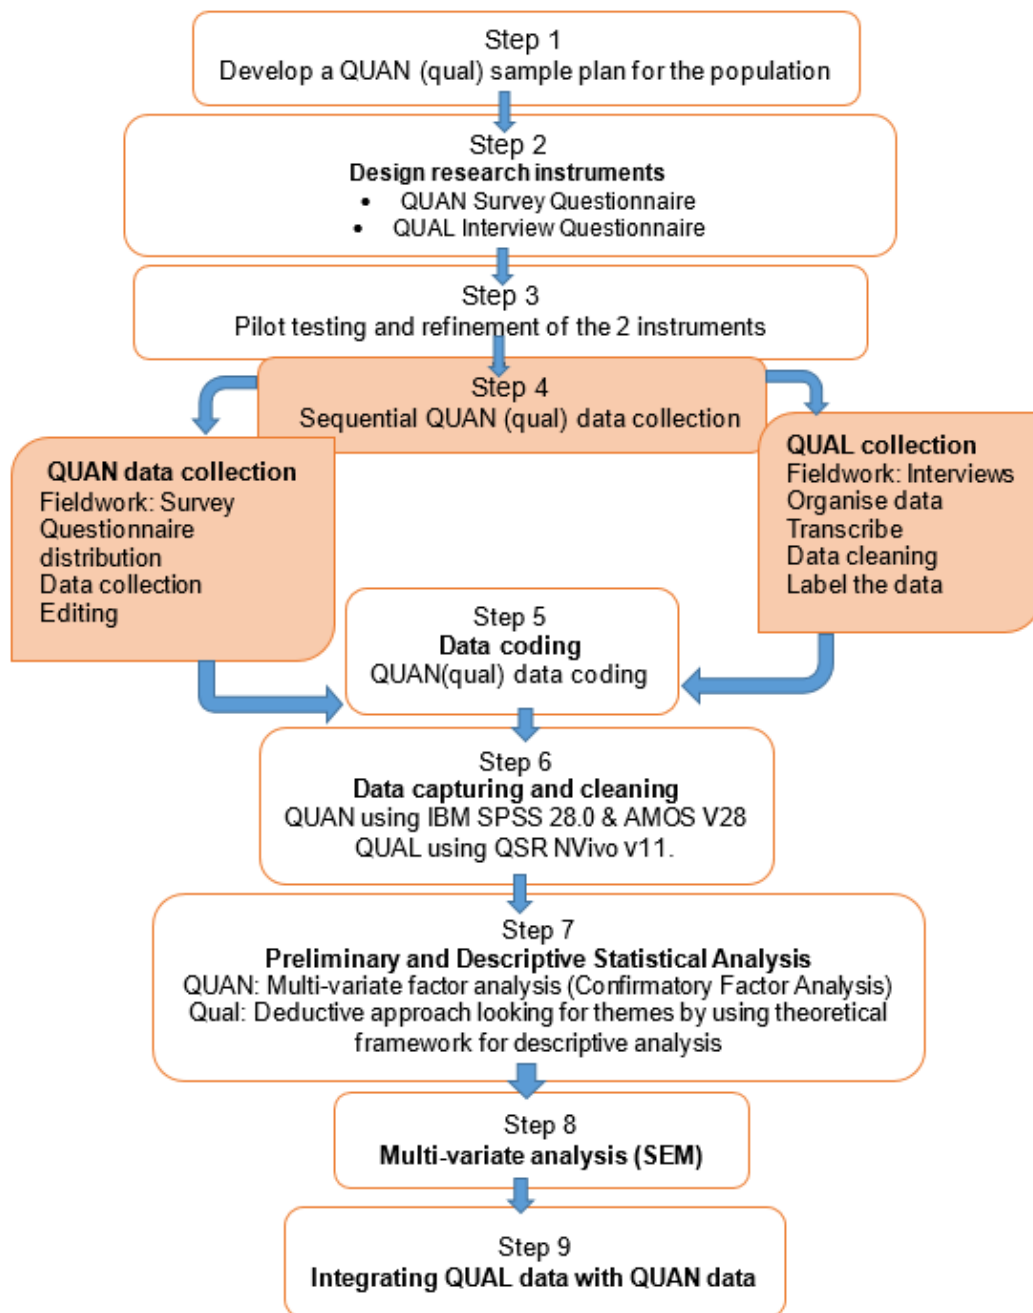 Step 1
Develop a QUAN (qual) sample plan for the population
Step 2
Design research instruments
• QUAN Survey Questionnaire
• QUAL Interview Questionnaire
Step 3
Pilot testing and refinement of the 2 instruments
Step 4
Sequential QUAN (qual) data collection
QUAN data collection
Fieldwork: Survey
Questionnaire
distribution
Data collection
Editing
QUAL collection
Fieldwork: Interviews
Organise data
Transcribe
Data cleaning
Label the data
Step 5
Data coding
QUAN(qual) data coding
Step 6
Data capturing and cleaning
QUAN using IBM SPSS 28.0 & AMOS V28
QUAL using QSR NVivo v11.
Step 7
Preliminary and Descriptive Statistical Analysis
QUAN: Multi-variate factor analysis (Confirmatory Factor Analysis)
Qual: Deductive approach looking for themes by using theoretical
framework for descriptive analysis
Step 8
Multi-variate analysis (SEM)
Step 9
Integrating QUAL data with QUAN data